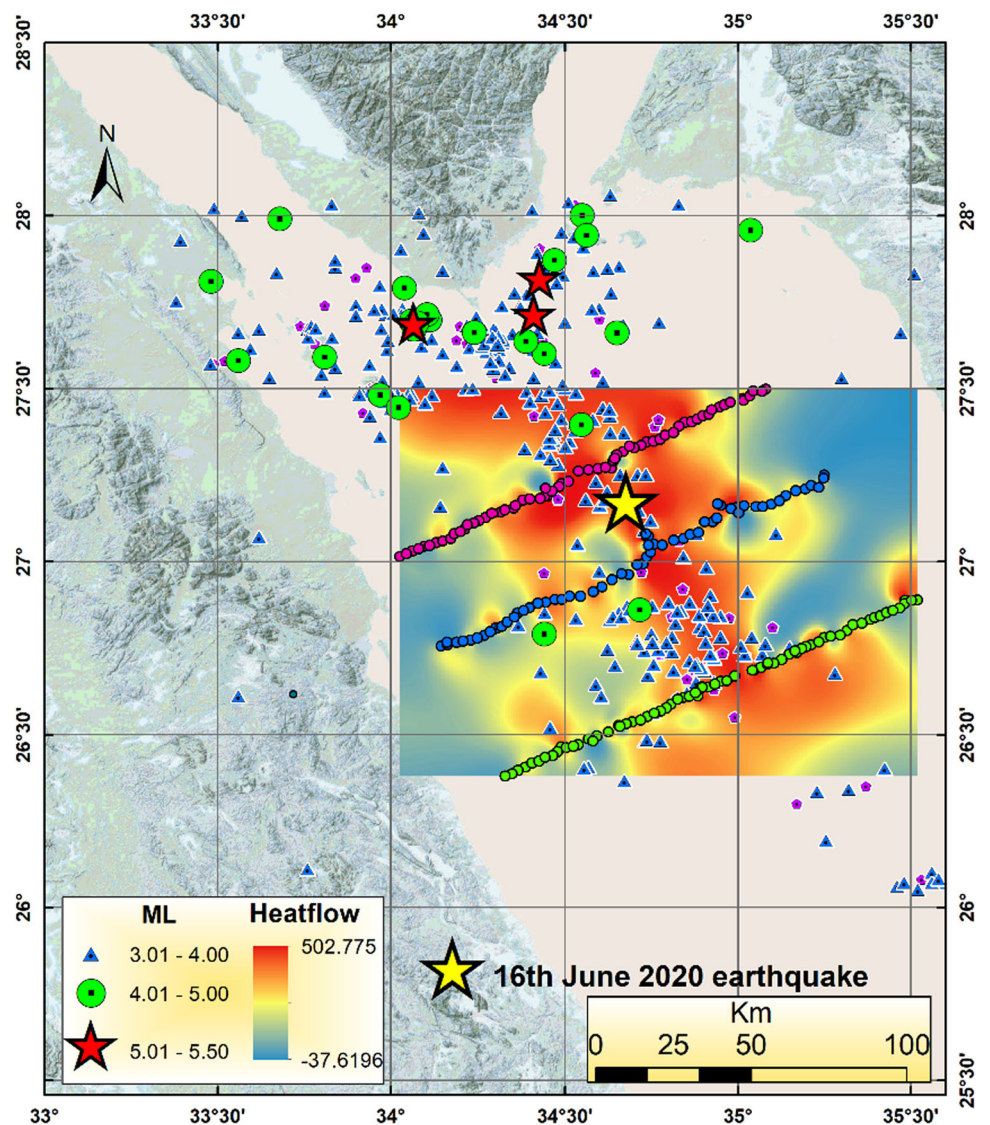 33°30' 34° 34°30' 35° 35°30'
28°30' 28°30'
N
28° 28°
27°30' 27°30'
27° 27°
26°30' 26°30'
26° 26°
ML Heatflow
3.01 - 4.00 502.775
4.01 - 5.00
5.01 - 5.50 -37.6196
16th June 2020 earthquake
Km
0 25 50 100
25°30'
33° 33°30' 34° 34°30' 35° 35°30'